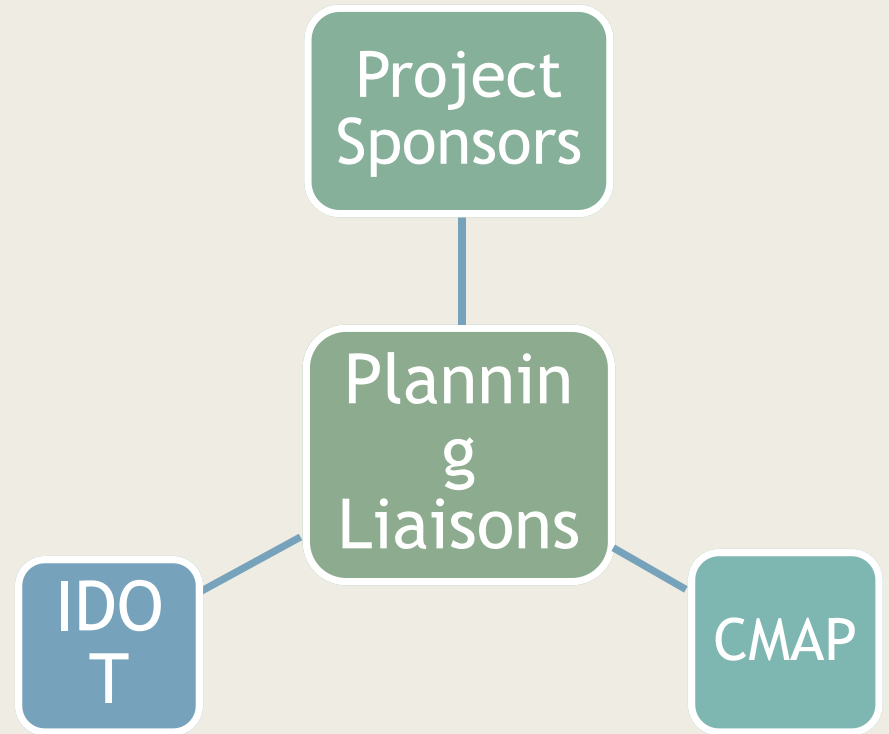 Project
Sponsors
Plannin
g
Liaisons
IDO
T
CMAP